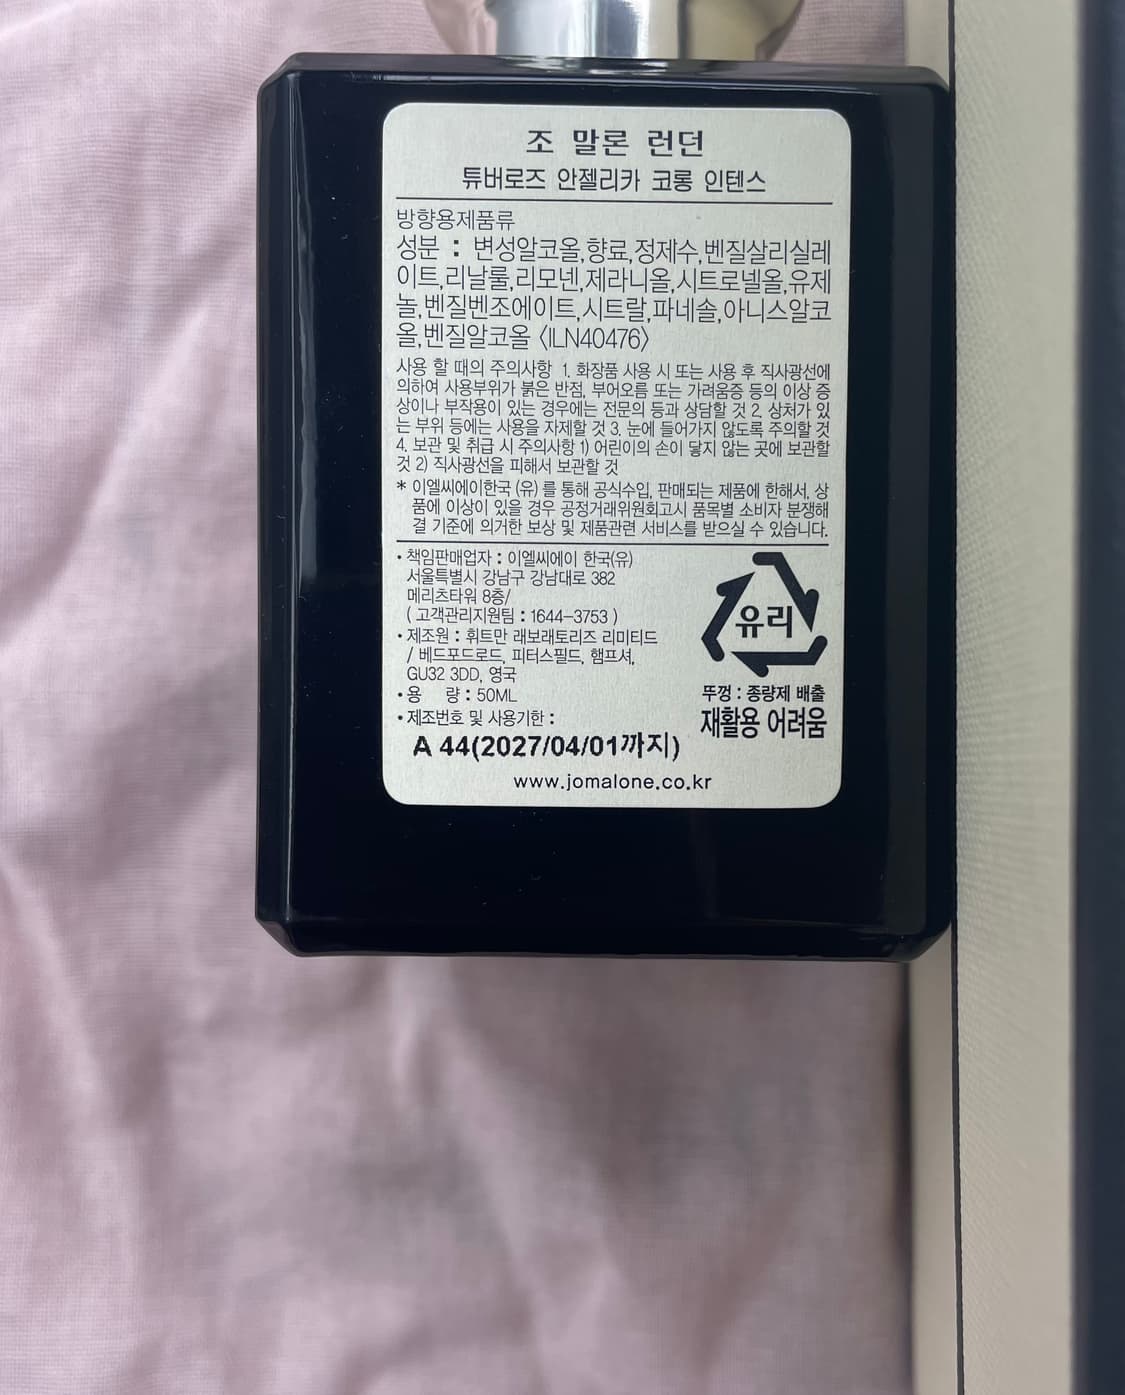 조 말론 런던
튜버로즈 안젤리카 코롱 인텐스
방향용제품류
성분 : 변성알코올,향료,정제수,벤질살리실레
이트,리날룰,리모넨,제라니올,시트로넬올,유제
놀,벤질벤조에이트,시트랄,파네솔,아니스알코
올,벤질알코올 <ILN40476>
사용 할 때의 주의사항 1. 화장품 사용 시 또는 사용 후 직사광선에
의하여 사용부위가 붉은 반점, 부어오름 또는 가려움증 등의 이상 증
상이나 부작용이 있는 경우에는 전문의 등과 상담할 것 2. 상처가 있
는 부위 등에는 사용을 자제할 것 3. 눈에 들어가지 않도록 주의할 것
4. 보관 및 취급 시 주의사항 1) 어린이의 손이 닿지 않는 곳에 보관할
것 2) 직사광선을 피해서 보관할 것
* 이엘씨에이한국 (유) 를 통해 공식수입, 판매되는 제품에 한해서, 상
품에 이상이 있을 경우 공정거래위원회고시 품목별 소비자 분쟁해
결 기준에 의거한 보상 및 제품관련 서비스를 받으실 수 있습니다.
• 책임판매업자 : 이엘씨에이 한국(유)
서울특별시 강남구 강남대로 382
메리츠타워 8층/
( 고객관리지원팀 : 1644-3753 )
• 제조원 : 휘트만 래보래토리즈 리미티드
/ 베드포드로드, 피터스필드, 햄프셔,
GU32 3DD, 영국
• 용 량 : 50ML
• 제조번호 및 사용기한 :
A 44(2027/04/01까지)
유리
뚜껑 : 종량제 배출
재활용 어려움
www.jomalone.co.kr